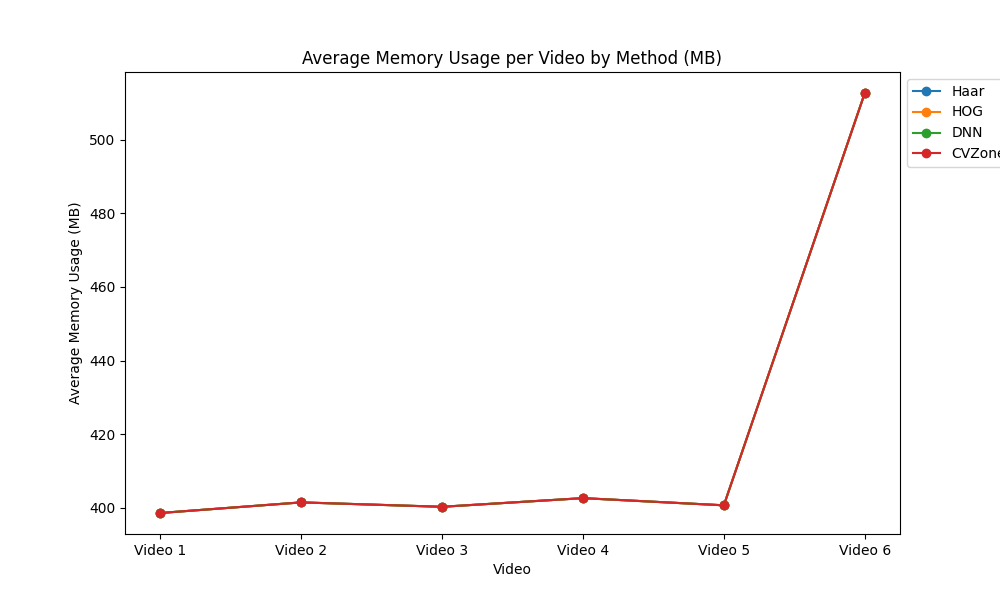 Average Memory Usage per Video by Method (MB)
Haar
HOG
DNN
CVZone
Average Memory Usage (MB)
500
480
460
440
420
400
Video 1
Video 2
Video 3
Video 4
Video 5
Video 6
Video